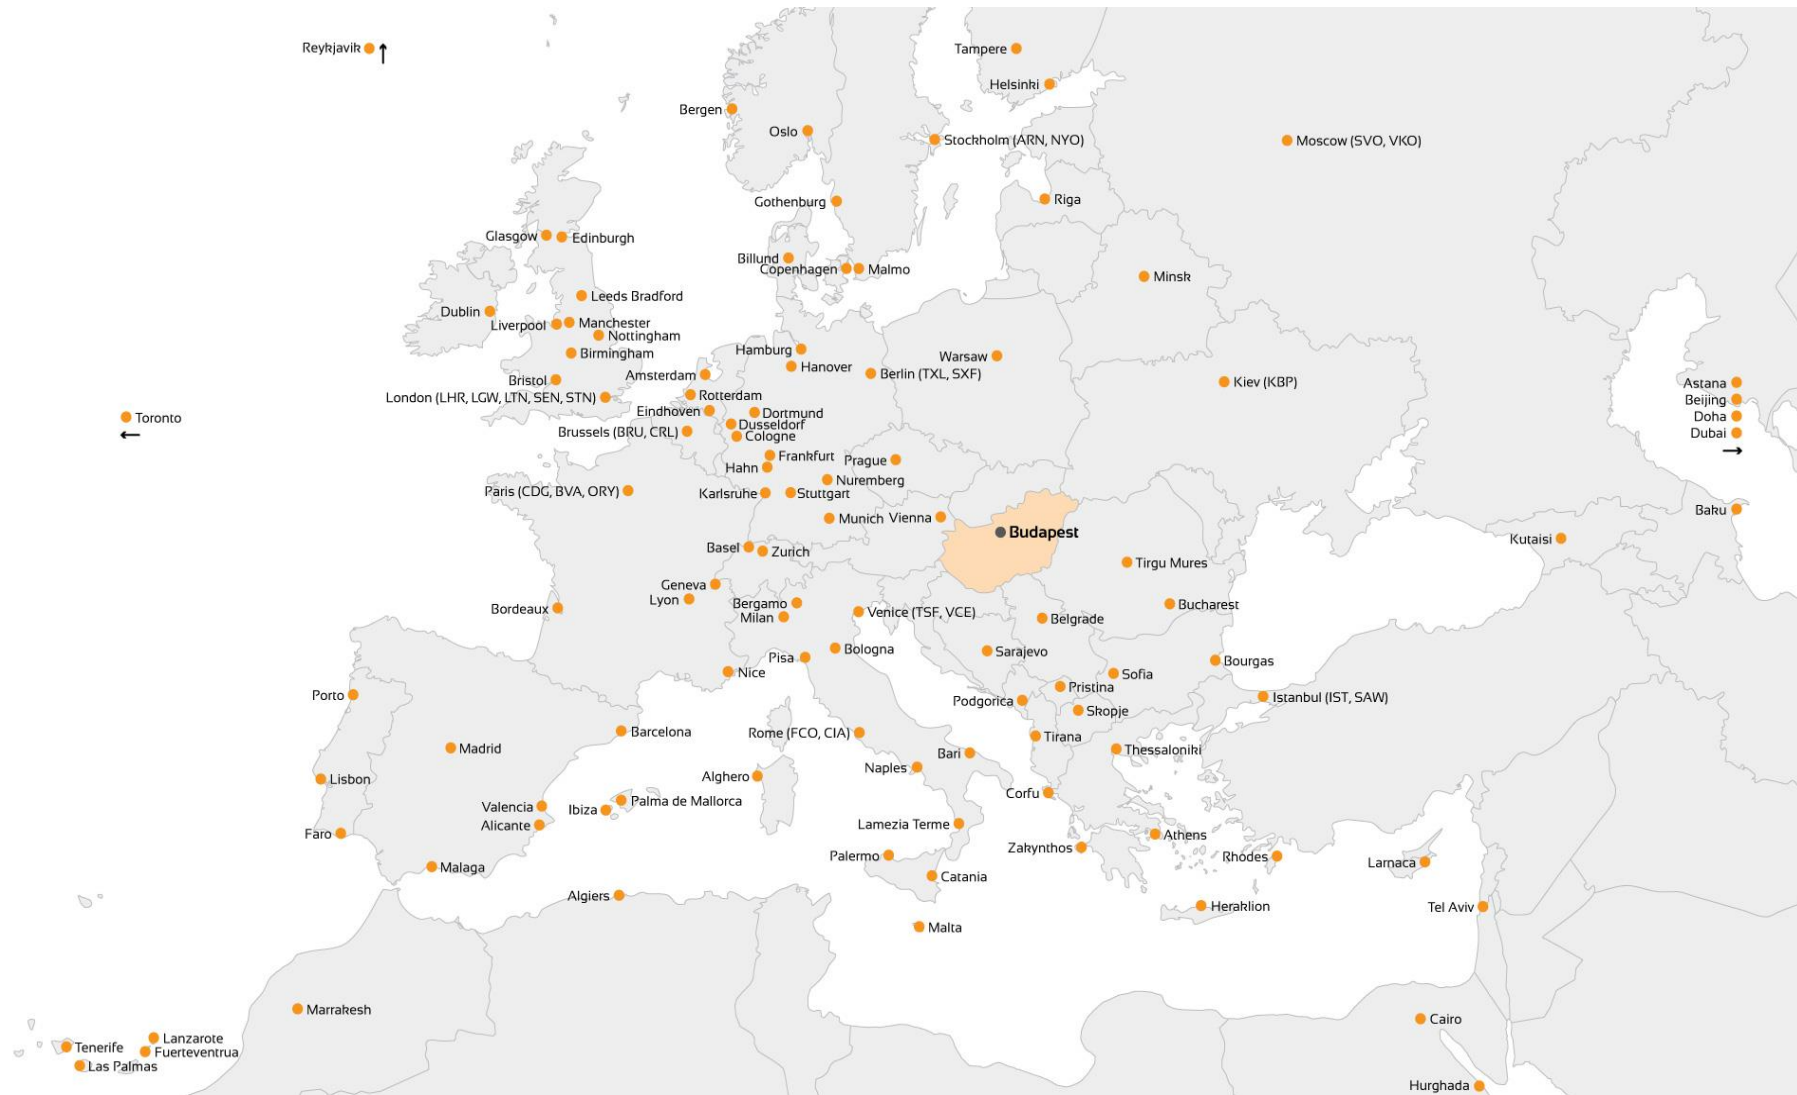 Reykjavik
Tampere
Helsinki
Bergen
Oslo
Stockholm (ARN, NYO)
Moscow (SVO, VKO)
Gothenburg
Riga
Glasgow
Edinburgh
Billund
Copenhagen
Malmo
Minsk
Leeds Bradford
Dublin
Liverpool
Manchester
Nottingham
Birmingham
Hamburg
Hanover
Warsaw
Bristol
Amsterdam
Berlin (TXL, SXF)
Kiev (KBP)
Astana
Beijing
Doha
Dubai
London (LHR, LGW, LTN, SEN, STN)
Rotterdam
Eindhoven
Dortmund
Toronto
Dusseldorf
Brussels (BRU, CRL)
Cologne
Frankfurt
Prague
Hahn
Nuremberg
Paris (CDG, BVA, ORY)
Karlsruhe
Stuttgart
Baku
Munich
Vienna
Budapest
Kutaisi
Basel
Zurich
Tirgu Mures
Geneva
Lyon
Bergamo
Bucharest
Bordeaux
Milan
Venice (TSF, VCE)
Belgrade
Bologna
Sarajevo
Pisa
Bourgas
Nice
Sofia
Pristina
Porto
Podgorica
Istanbul (IST, SAW)
Skopje
Barcelona
Rome (FCO, CIA)
Tirana
Madrid
Bari
Thessaloniki
Naples
Alghero
Lisbon
Corfu
Palma de Mallorca
Valencia
Ibiza
Alicante
Lamezia Terme
Faro
Athens
Zakynthos
Palermo
Rhodes
Larnaca
Malaga
Catania
Algiers
Heraklion
Tel Aviv
Malta
Marrakesh
Cairo
Lanzarote
Tenerife
Fuerteventrua
Las Palmas
Hurghada